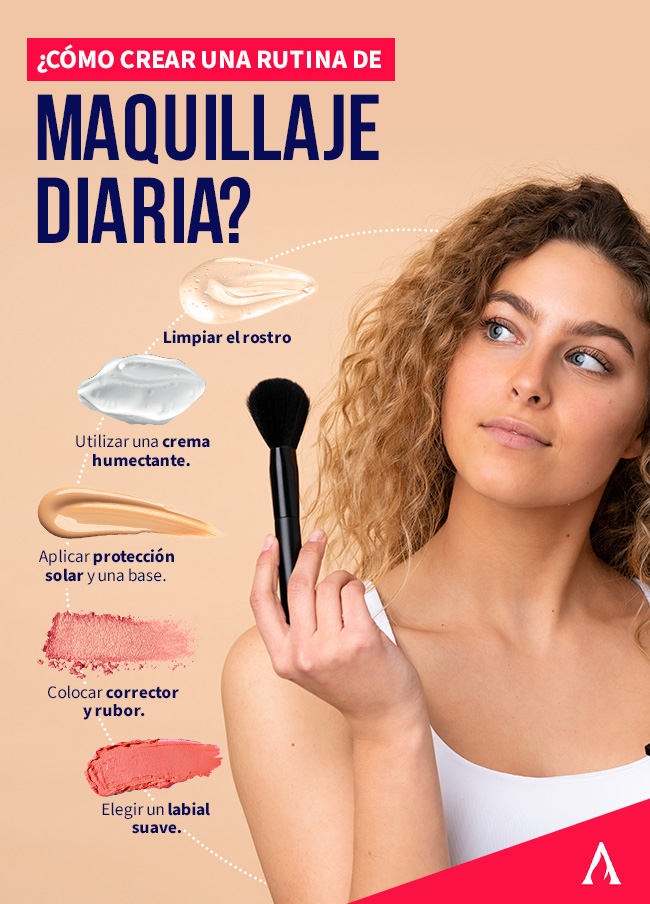 ¿CÓMO CREAR UNA RUTINA DE
MAQUILLAJE
DIARIA?
Limpiar el rostro
Utilizar una crema
humectante.
Aplicar protección
solar y una base.
Colocar corrector
y rubor.
Elegir un labial
suave.